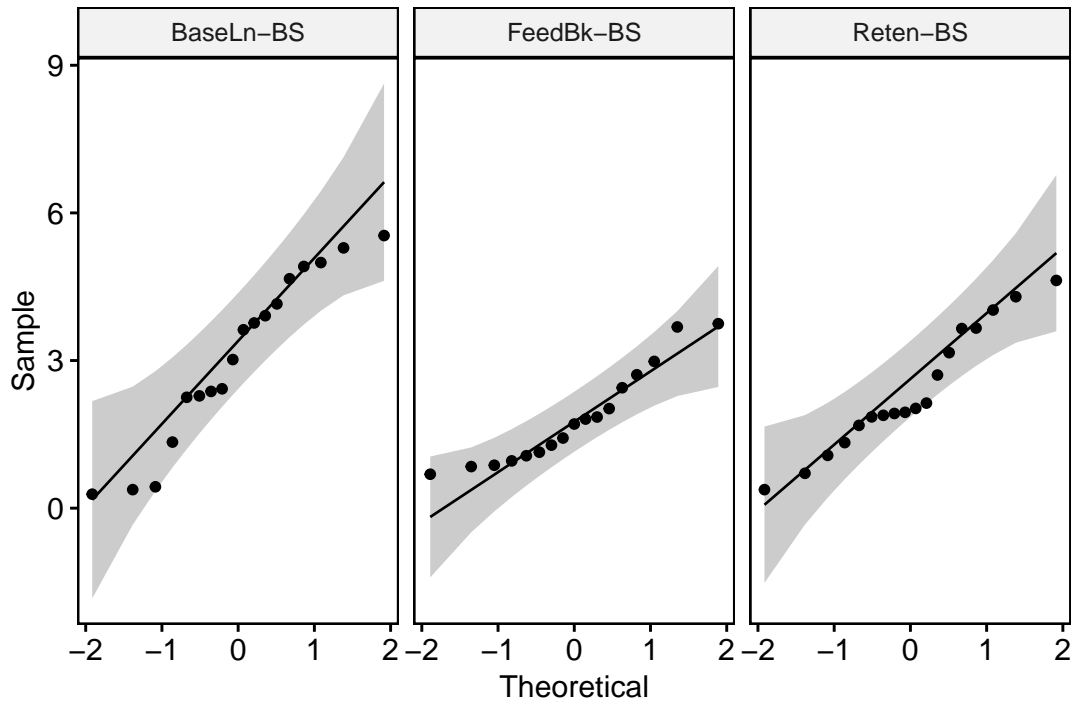 BaseLn−BS FeedBk−BS Reten−BS
9
6
3
0
Sample
−2 −1 0 1 2 −2 −1 0 1 2 −2 −1 0 1 2
Theoretical